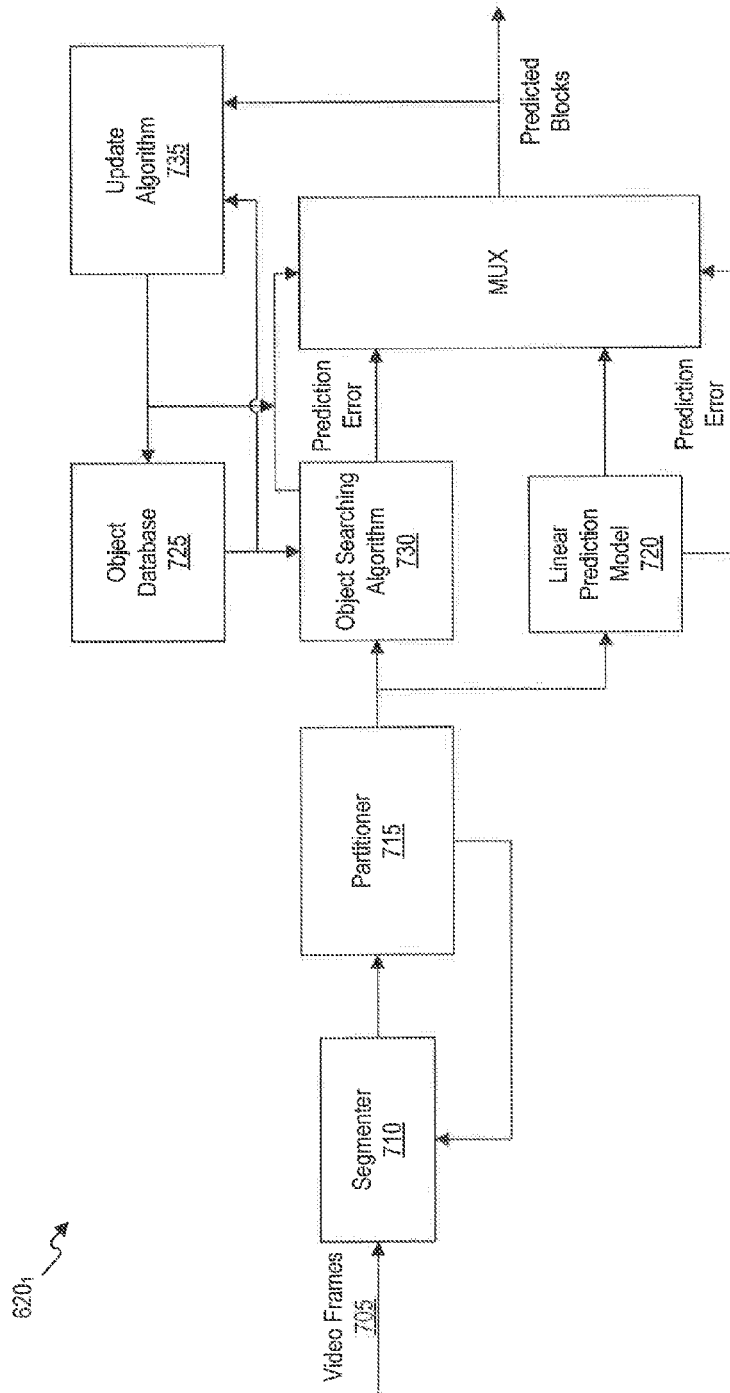 620₁
Video Frames
705
Segmenter
710
Partitioner
715
Object
Database
725
Object Searching
Algorithm
730
Linear
Prediction
Model
720
Update
Algorithm
735
Prediction
Error
MUX
Prediction
Error
Predicted
Blocks